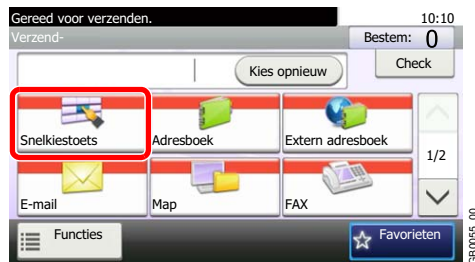 Gereed voor verzenden. 10:10
Verzend- Bestem: 0
Kies opnieuw Check
Snelkiestoets Adresboek Extern adresboek
1/2
E-mail Map FAX
Functies Favorieten
GB0055_00